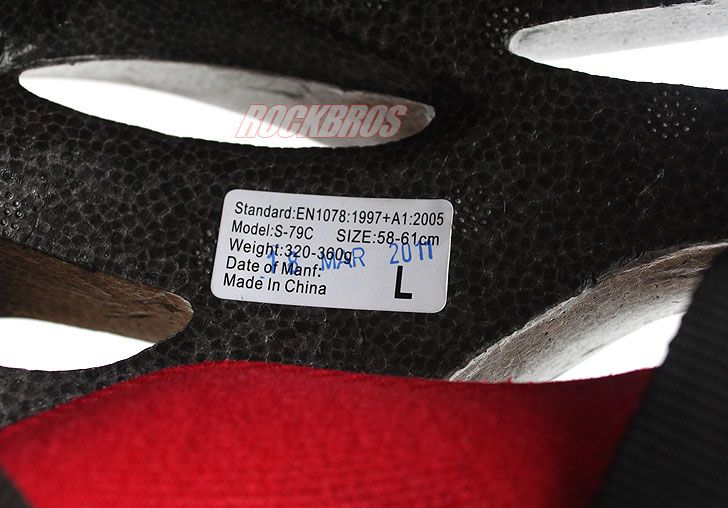 ROCKBROS
Standard:EN1078:1997+A1:2005
Model:S-79C SIZE:58-61cm
Weight:320-360g
Date of Manf: 18 MAR 2011
Made In China L